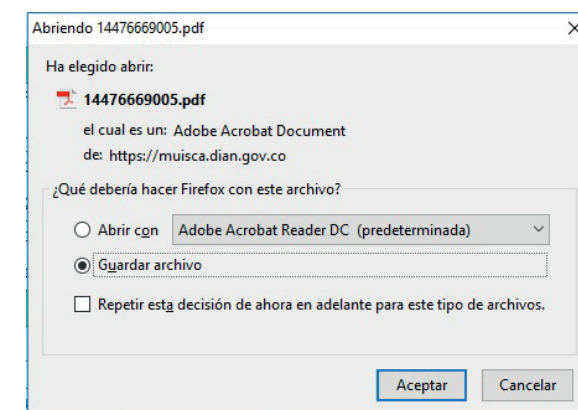 Abriendo 14476669005.pdf
Ha elegido abrir:
14476669005.pdf
el cual es un: Adobe Acrobat Document
de: https://muisca.dian.gov.co
¿Qué debería hacer Firefox con este archivo?
Abrir con Adobe Acrobat Reader DC (predeterminada)
Guardar archivo
Repetir esta decisión de ahora en adelante para este tipo de archivos.
Aceptar Cancelar